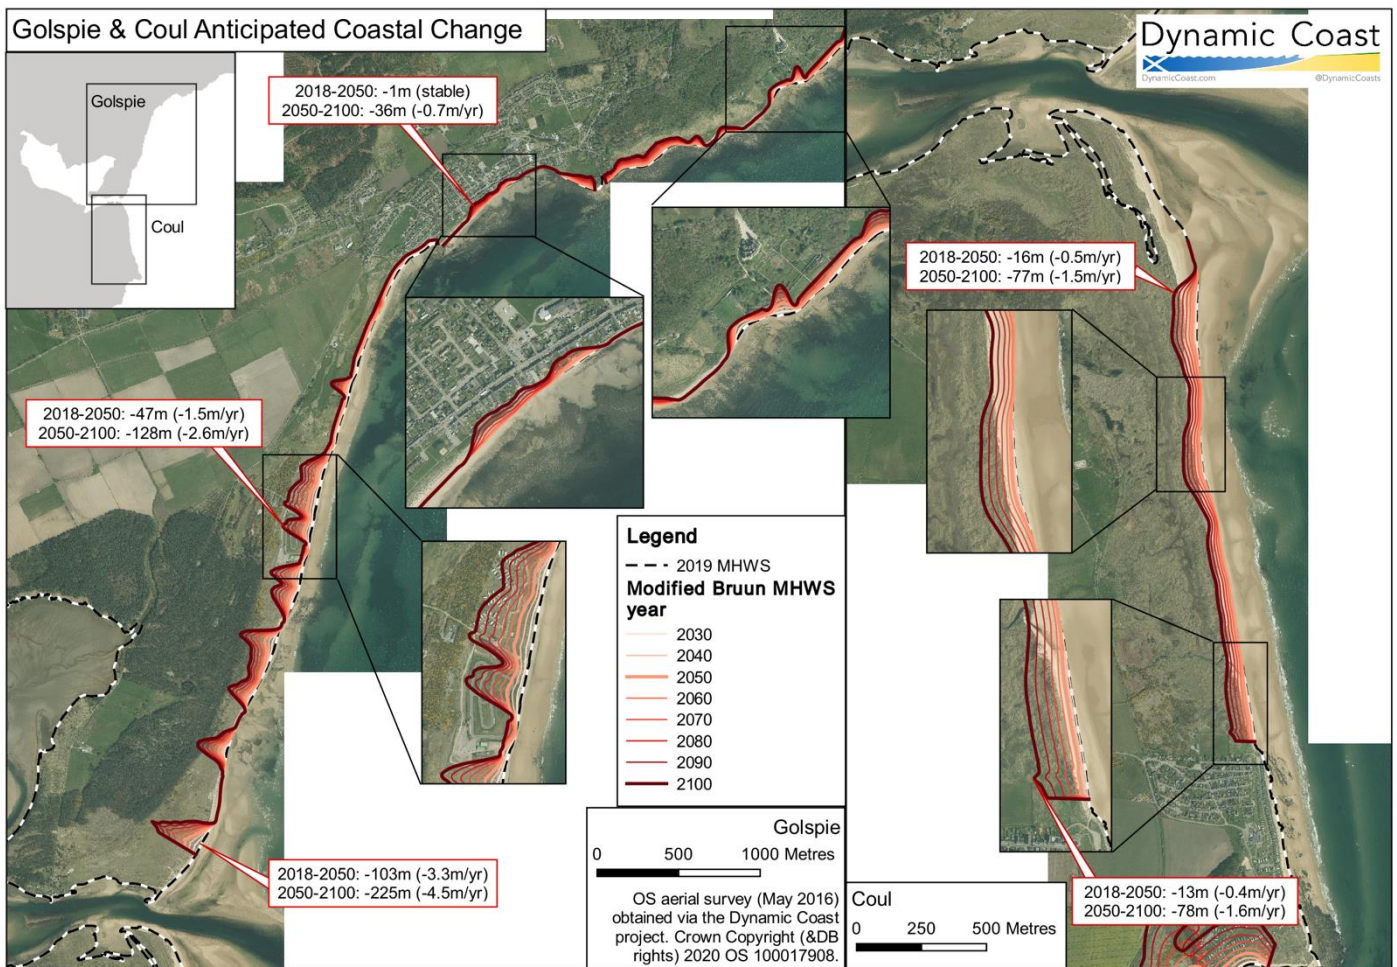 Golspie & Coul Anticipated Coastal Change
Dynamic Coast
DynamicCoast.com
@DynamicCoasts
Golspie
Coul
2018-2050: -1m (stable)
2050-2100: -36m (-0.7m/yr)
2018-2050: -16m (-0.5m/yr)
2050-2100: -77m (-1.5m/yr)
2018-2050: -47m (-1.5m/yr)
2050-2100: -128m (-2.6m/yr)
Legend
2019 MHWS
Modified Bruun MHWS
year
2030
2040
2050
2060
2070
2080
2090
2100
2018-2050: -103m (-3.3m/yr)
2050-2100: -225m (-4.5m/yr)
Golspie
0 500 1000 Metres
OS aerial survey (May 2016)
obtained via the Dynamic Coast
project. Crown Copyright (&DB
rights) 2020 OS 100017908.
Coul
0 250 500 Metres
2018-2050: -13m (-0.4m/yr)
2050-2100: -78m (-1.6m/yr)